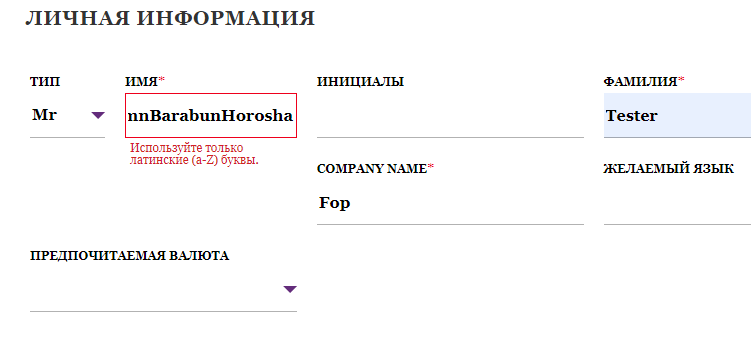 ЛИЧНАЯ ИНФОРМАЦИЯ
ТИП
ИМЯ*
ИНИЦИАЛЫ
ФАМИЛИЯ*
Mr
nnBarabunHorosha
Tester
Используйте только
латинские (a-Z) буквы.
COMPANY NAME*
ЖЕЛАЕМЫЙ ЯЗЫК
Fop
ПРЕДПОЧИТАЕМАЯ ВАЛЮТА